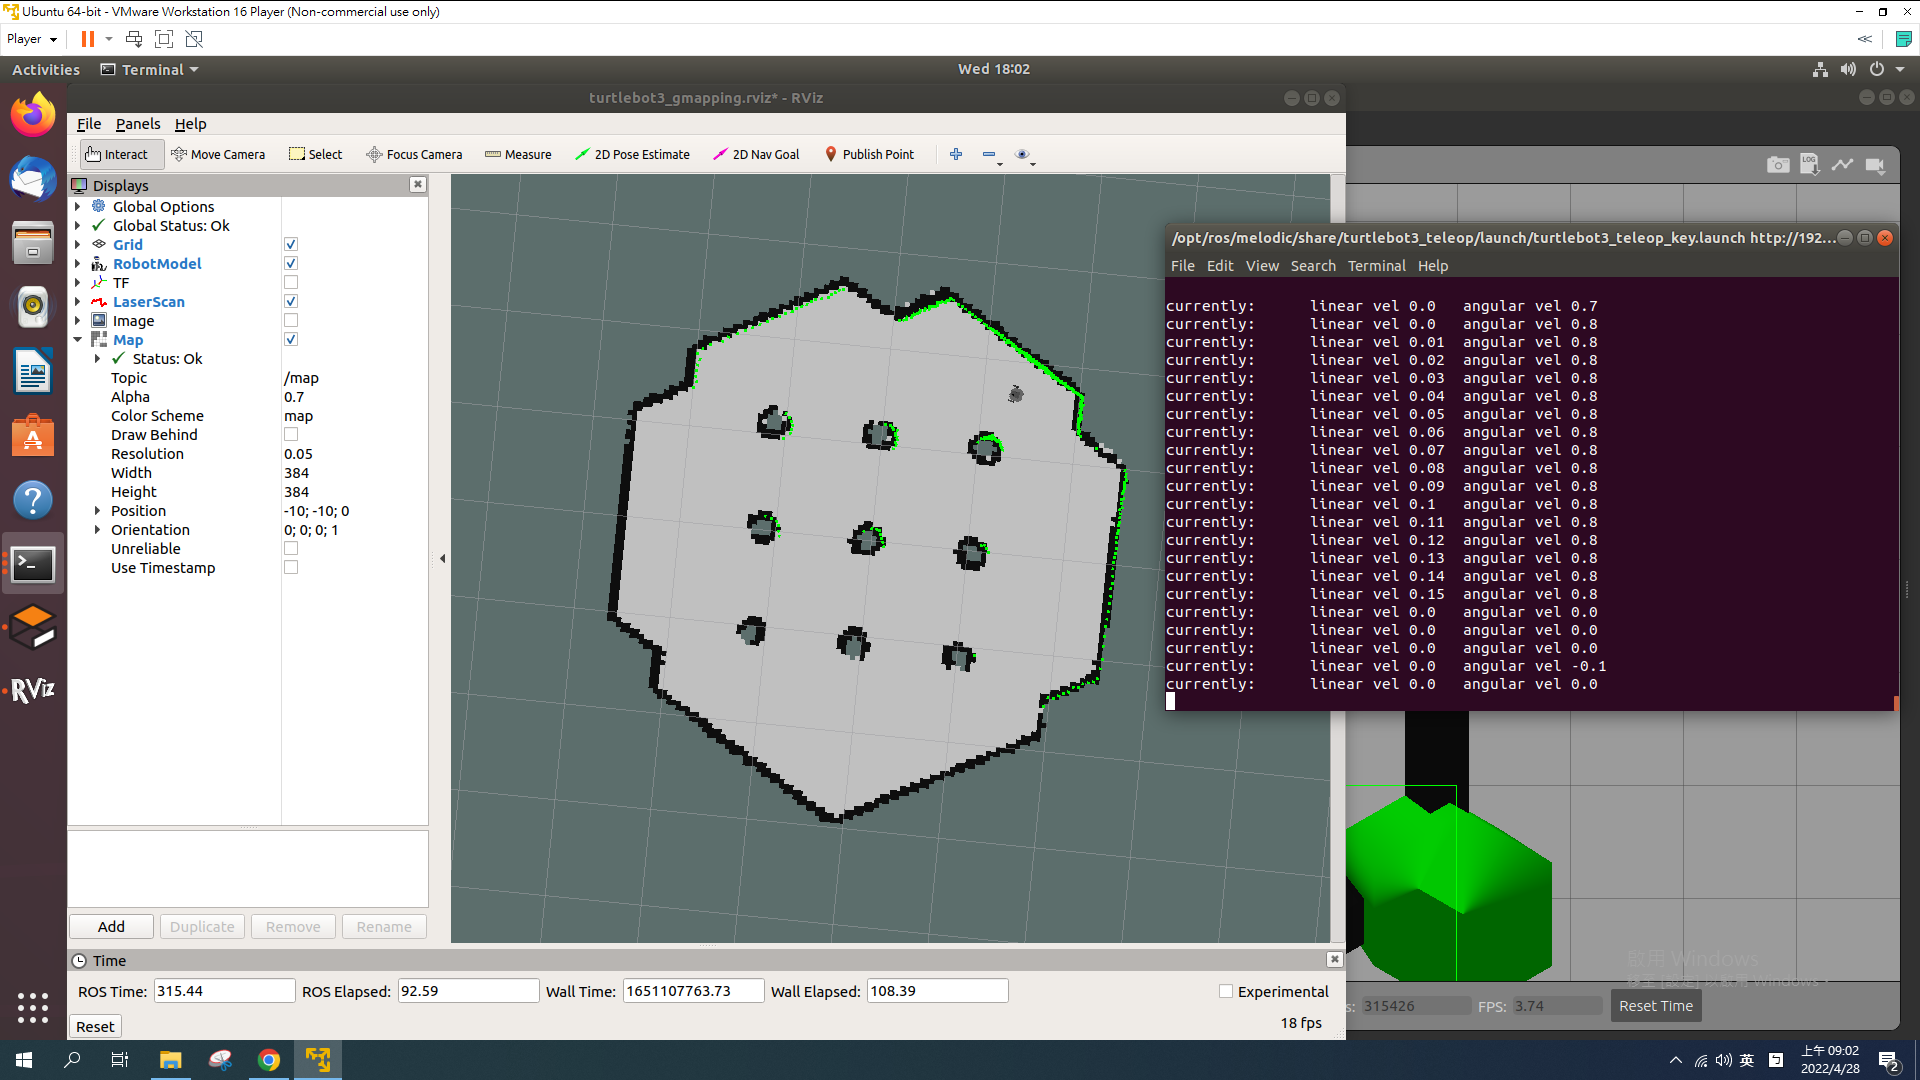 Ubuntu 64-bit - VMware Workstation 16 Player (Non-commercial use only)
Player
Activities
Terminal
Wed 18:02
turtlebot3_gmapping.rviz* - RViz
File Panels Help
Interact
Move Camera
Select
Focus Camera
Measure
2D Pose Estimate
2D Nav Goal
Publish Point
LOG
Displays
Global Options
Global Status: Ok
Grid
RobotModel
TF
LaserScan
Image
Map
Status: Ok
Topic /map
Alpha 0.7
Color Scheme map
Draw Behind
Resolution 0.05
Width 384
Height 384
Position -10; -10; 0
Orientation 0; 0; 0; 1
Unreliable
Use Timestamp
Add
Duplicate
Remove
Rename
/opt/ros/melodic/share/turtlebot3_teleop/launch/turtlebot3_teleop_key.launch http://192...
File Edit View Search Terminal Help
currently: linear vel 0.0 angular vel 0.7
currently: linear vel 0.0 angular vel 0.8
currently: linear vel 0.01 angular vel 0.8
currently: linear vel 0.02 angular vel 0.8
currently: linear vel 0.03 angular vel 0.8
currently: linear vel 0.04 angular vel 0.8
currently: linear vel 0.05 angular vel 0.8
currently: linear vel 0.06 angular vel 0.8
currently: linear vel 0.07 angular vel 0.8
currently: linear vel 0.08 angular vel 0.8
currently: linear vel 0.09 angular vel 0.8
currently: linear vel 0.1 angular vel 0.8
currently: linear vel 0.11 angular vel 0.8
currently: linear vel 0.12 angular vel 0.8
currently: linear vel 0.13 angular vel 0.8
currently: linear vel 0.14 angular vel 0.8
currently: linear vel 0.15 angular vel 0.8
currently: linear vel 0.0 angular vel 0.0
currently: linear vel 0.0 angular vel 0.0
currently: linear vel 0.0 angular vel 0.0
currently: linear vel 0.0 angular vel -0.1
currently: linear vel 0.0 angular vel 0.0
RViz
Time
ROS Time: 315.44
ROS Elapsed: 92.59
Wall Time: 1651107763.73
Wall Elapsed: 108.39
Experimental
Reset
18 fps
啟用 Windows
移至 [設定] 以啟用 Windows。
s: 315426
FPS: 3.74
Reset Time
英
上午 09:02
2022/4/28
2